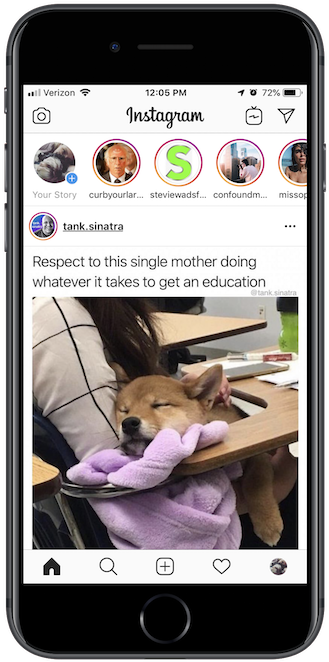 Verizon 12:05 PM 72%
Instagram
S
Your Story curbyourlar... steviewadsf... confoundm... missop
tank.sinatra ...
Respect to this single mother doing
whatever it takes to get an education
@tank.sinatra